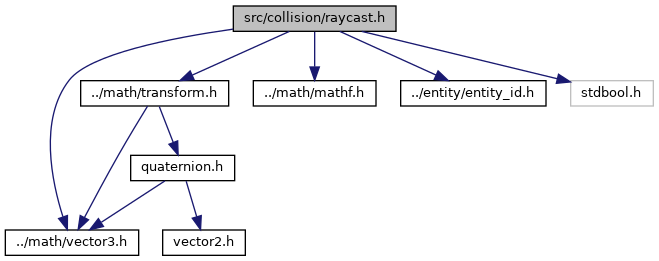 src/collision/raycast.h
../math/transform.h
../math/mathf.h
../entity/entity_id.h
stdbool.h
quaternion.h
../math/vector3.h
vector2.h